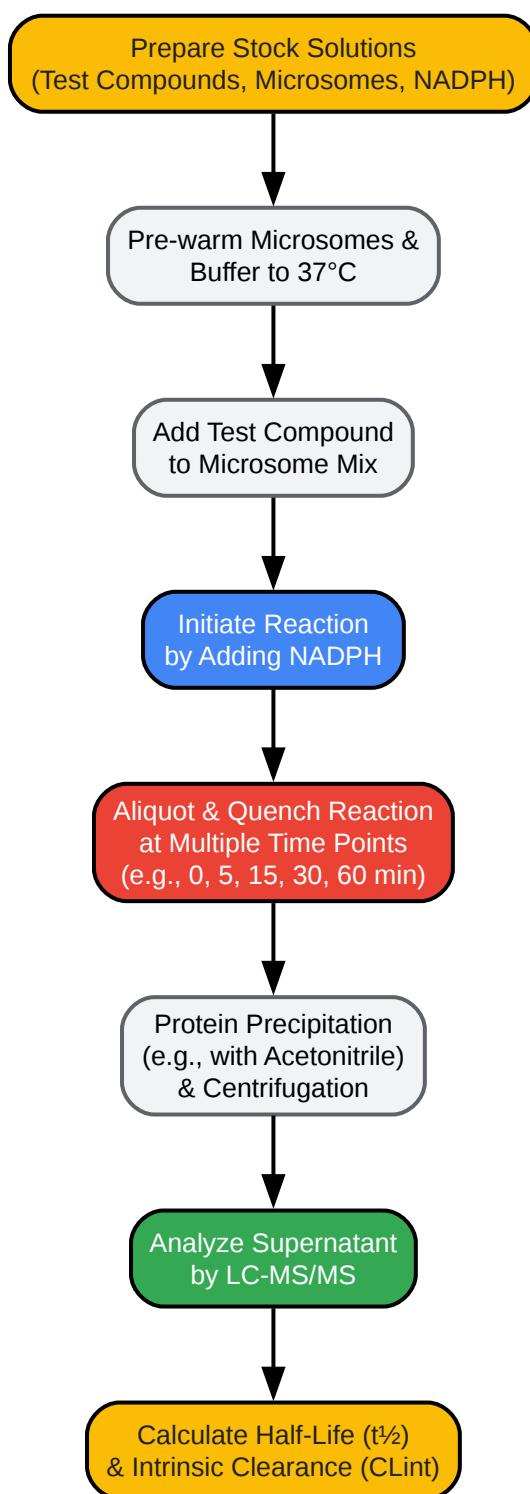 Prepare Stock Solutions
(Test Compounds, Microsomes, NADPH)
Pre-warm Microsomes &
Buffer to 37°C
Add Test Compound
to Microsome Mix
Initiate Reaction
by Adding NADPH
Aliquot & Quench Reaction
at Multiple Time Points
(e.g., 0, 5, 15, 30, 60 min)
Protein Precipitation
(e.g., with Acetonitrile)
& Centrifugation
Analyze Supernatant
by LC-MS/MS
Calculate Half-Life (t½)
& Intrinsic Clearance (CLint)